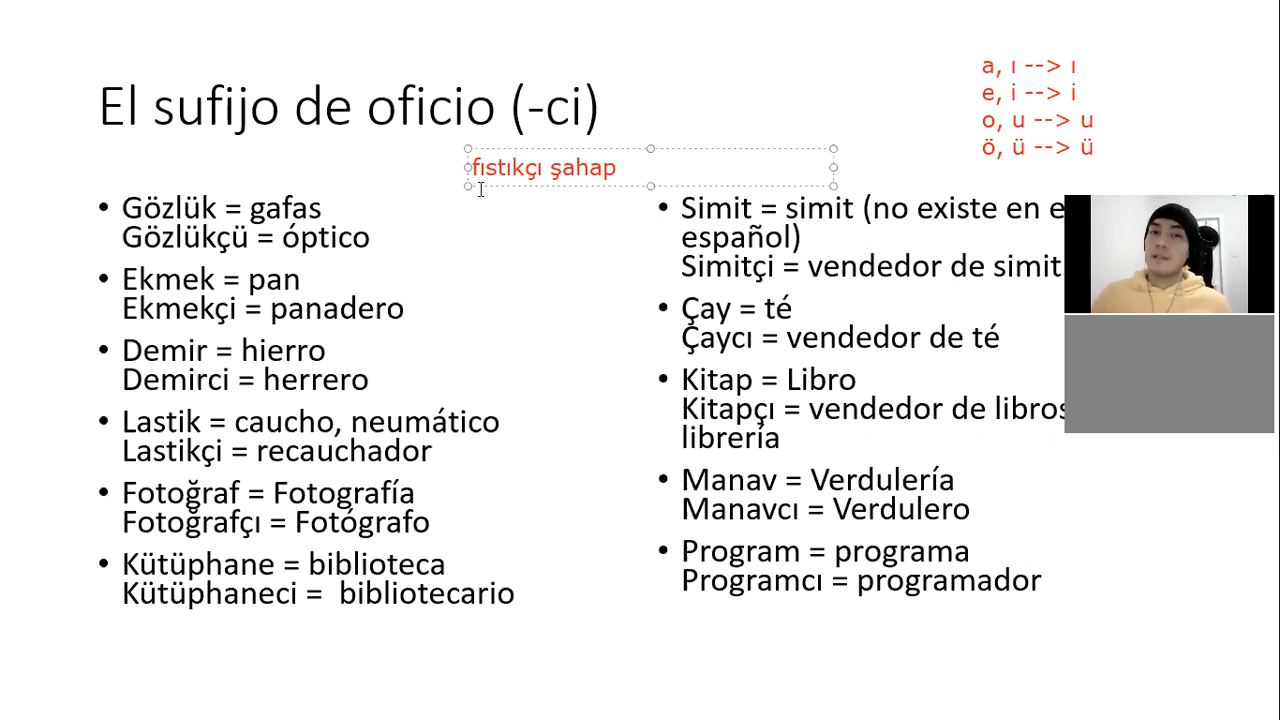 El sufijo de oficio (-ci)
a, ı --> ı
e, i --> i
o, u --> u
ö, ü --> ü
fıstıkçı şahap
• Gözlük = gafas
Gözlükçü = óptico
• Ekmek = pan
Ekmekçi = panadero
• Demir = hierro
Demirci = herrero
• Lastik = caucho, neumático
Lastikçi = recauchador
• Fotoğraf = Fotografía
Fotoğrafçı = Fotógrafo
• Kütüphane = biblioteca
Kütüphaneci = bibliotecario
• Simit = simit (no existe en e
español)
Simitçi = vendedor de simit
• Çay = té
Çaycı = vendedor de té
• Kitap = Libro
Kitapçı = vendedor de libros
librería
• Manav = Verdulería
Manavcı = Verdulero
• Program = programa
Programcı = programador